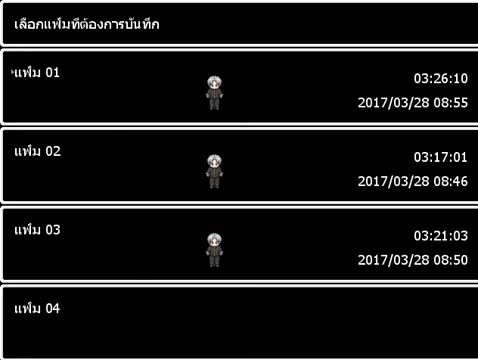 เลือกแฟ้มที่ต้องการบันทึก
แฟ้ม 01
03:26:10
2017/03/28 08:55
แฟ้ม 02
03:17:01
2017/03/28 08:46
แฟ้ม 03
03:21:03
2017/03/28 08:50
แฟ้ม 04